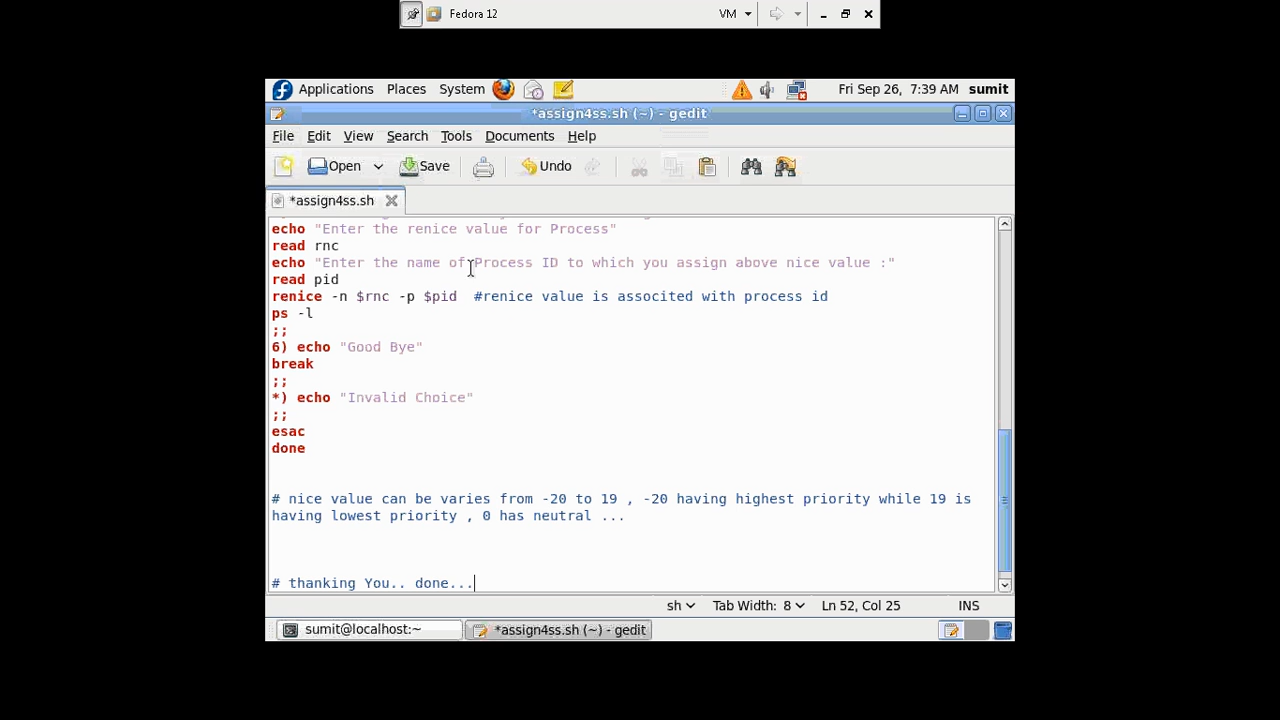 Fedora 12
VM
Applications Places System Fri Sep 26, 7:39 AM sumit
*assign4ss.sh (~) - gedit
File Edit View Search Tools Documents Help
Open Save Undo
*assign4ss.sh
echo "Enter the renice value for Process"
read rnc
echo "Enter the name of Process ID to which you assign above nice value :"
read pid
renice -n $rnc -p $pid #renice value is associted with process id
ps -l
;;
6) echo "Good Bye"
break
;;
*) echo "Invalid Choice"
;;
esac
done
# nice value can be varies from -20 to 19 , -20 having highest priority while 19 is
having lowest priority , 0 has neutral ...
# thanking You.. done...
sh Tab Width: 8 Ln 52, Col 25 INS
sumit@localhost:~ *assign4ss.sh (~) - gedit